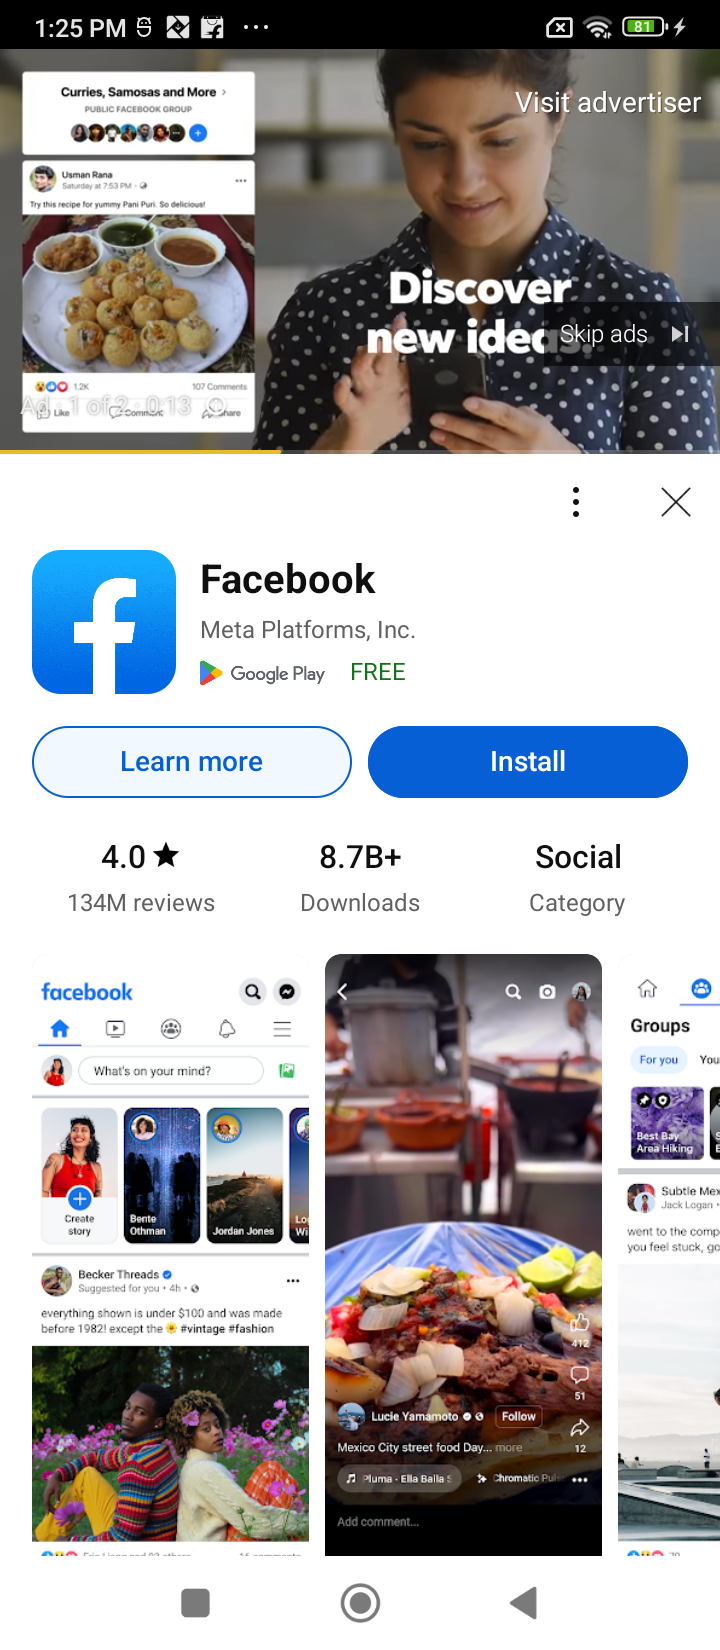 1:25 PM
81
Curries, Samosas and More
PUBLIC FACEBOOK GROUP
Usman Rana
Saturday at 7:53 PM
Try this recipe for yummy Pani Puri. So delicious!
1.2K 107 Comments
Like Comment Share
Ad · 1 of 2 · 0:13
Visit advertiser
Discover
new ideas.
Skip ads
Facebook
Meta Platforms, Inc.
Google Play FREE
Learn more
Install
4.0
134M reviews
8.7B+
Downloads
Social
Category
facebook
What's on your mind?
Create
story
Bente
Othman
Jordan Jones
Becker Threads
Suggested for you • 4h •
everything shown is under $100 and was made
before 1982! except the #vintage #fashion
412
51
12
Lucie Yamamoto
Follow
Mexico City street food Day... more
Pluma - Ella Baila S
Chromatic Pul
Add comment...
Groups
For you
You
Best Bay
Area Hiking
Subtle Mex
Jack Logan
went to the comp
you feel stuck, go